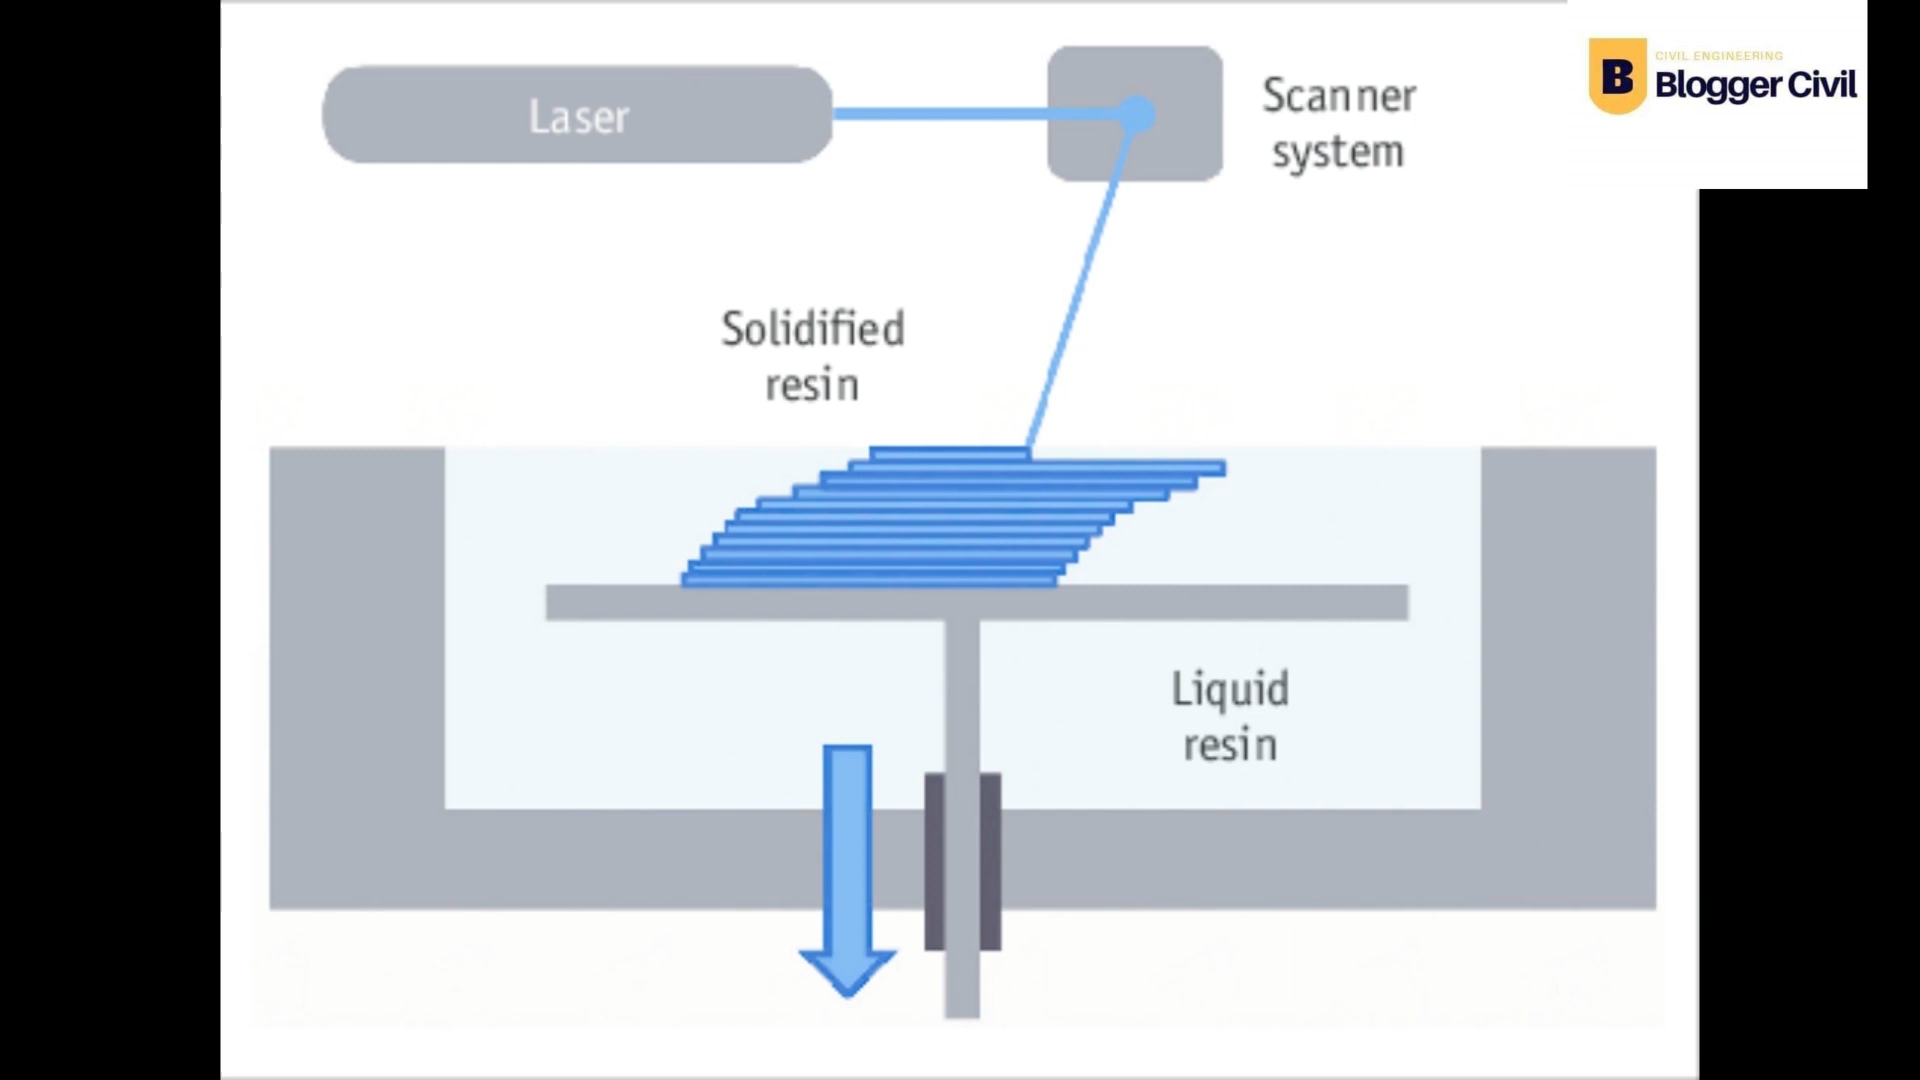 Laser
Scanner
system
B
CIVIL ENGINEERING
Blogger Civil
Solidified
resin
Liquid
resin